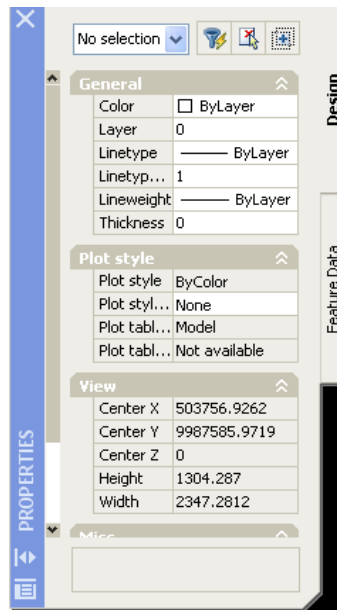 No selection
General
Color ByLayer
Layer 0
Linetype ByLayer
Linetyp... 1
Lineweight ByLayer
Thickness 0
Plot style
Plot style ByColor
Plot styl... None
Plot tabl... Model
Plot tabl... Not available
View
Center X 503756.9262
Center Y 9987585.9719
Center Z 0
Height 1304.287
Width 2347.2812
Misc
PROPERTIES
Design
Feature Data